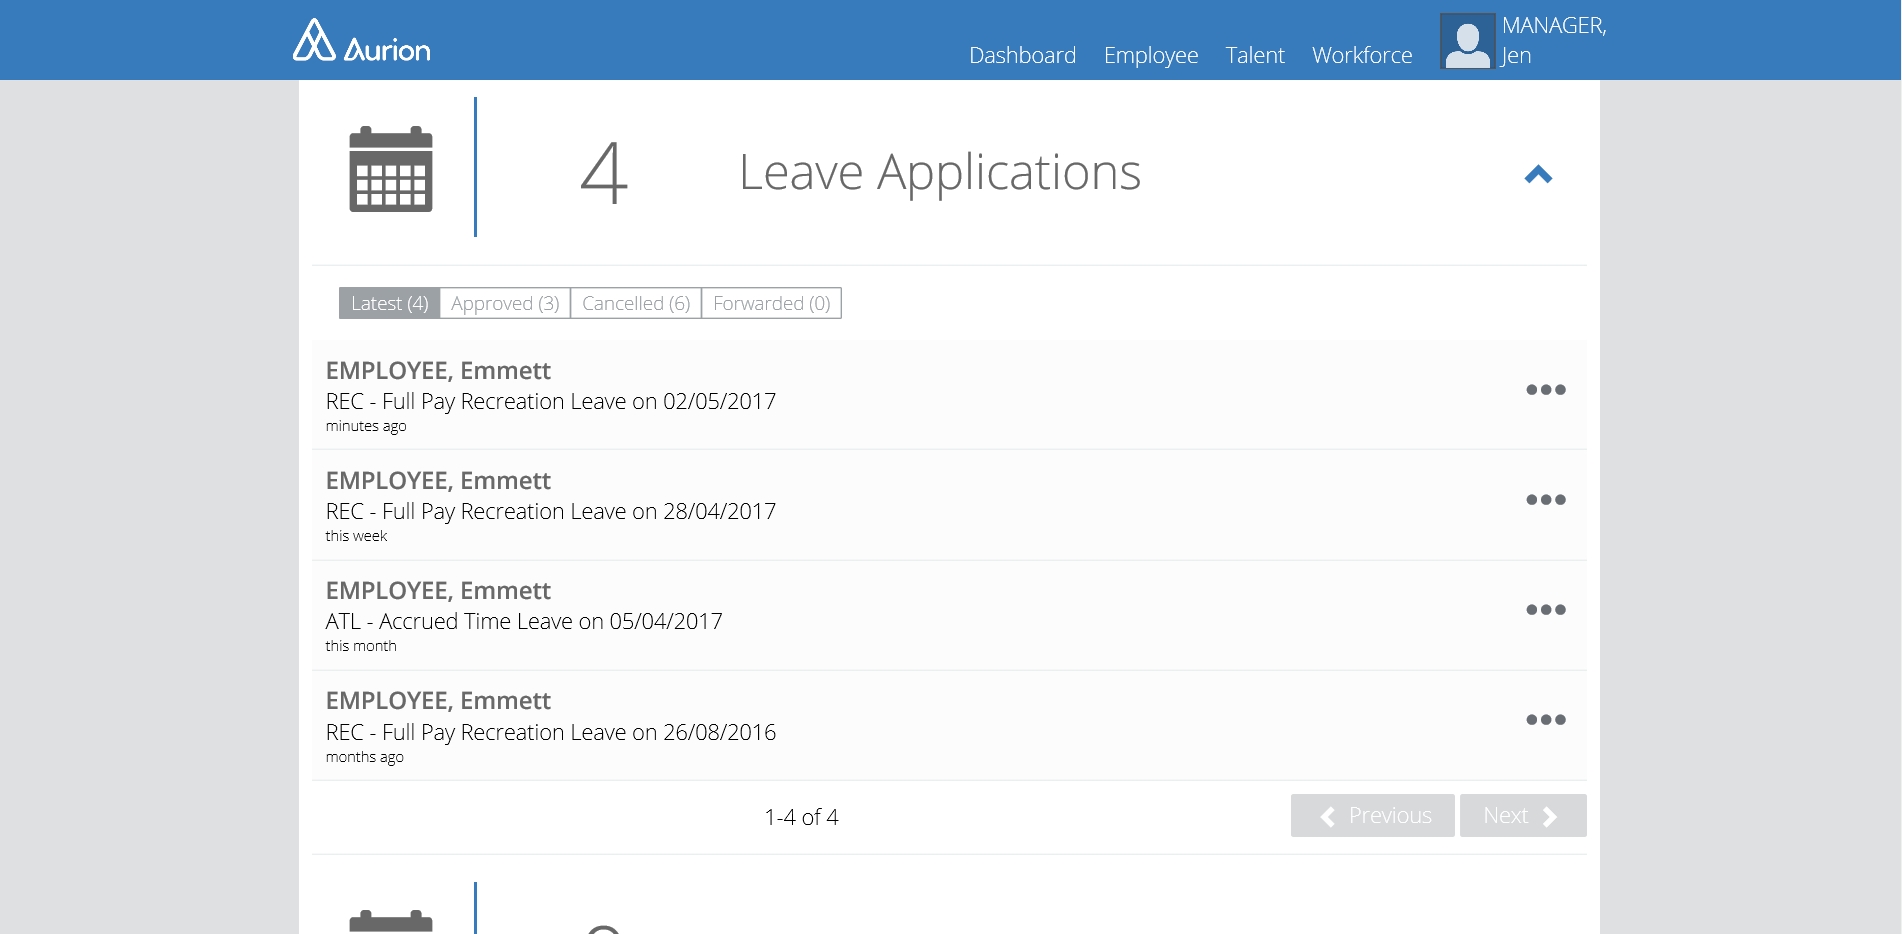 Aurion
Dashboard Employee Talent Workforce
MANAGER,
Jen
4 Leave Applications
Latest (4) Approved (3) Cancelled (6) Forwarded (0)
EMPLOYEE, Emmett
REC - Full Pay Recreation Leave on 02/05/2017
minutes ago
EMPLOYEE, Emmett
REC - Full Pay Recreation Leave on 28/04/2017
this week
EMPLOYEE, Emmett
ATL - Accrued Time Leave on 05/04/2017
this month
EMPLOYEE, Emmett
REC - Full Pay Recreation Leave on 26/08/2016
months ago
1-4 of 4
Previous Next